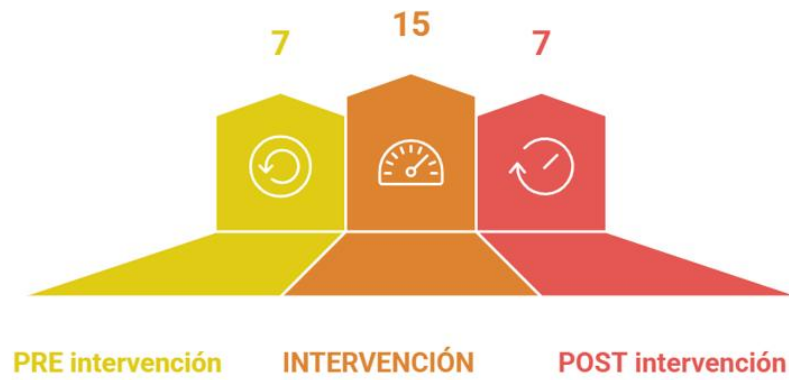 7
15
7
PRE intervención
INTERVENCIÓN
POST intervención